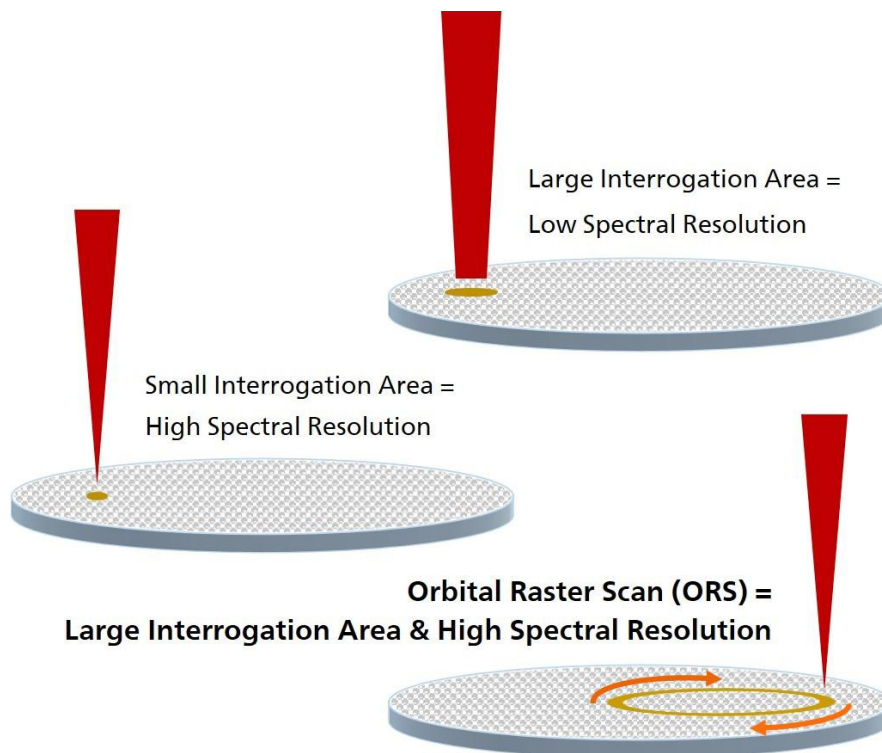 Large Interrogation Area =
Low Spectral Resolution
Small Interrogation Area =
High Spectral Resolution
Orbital Raster Scan (ORS) =
Large Interrogation Area & High Spectral Resolution